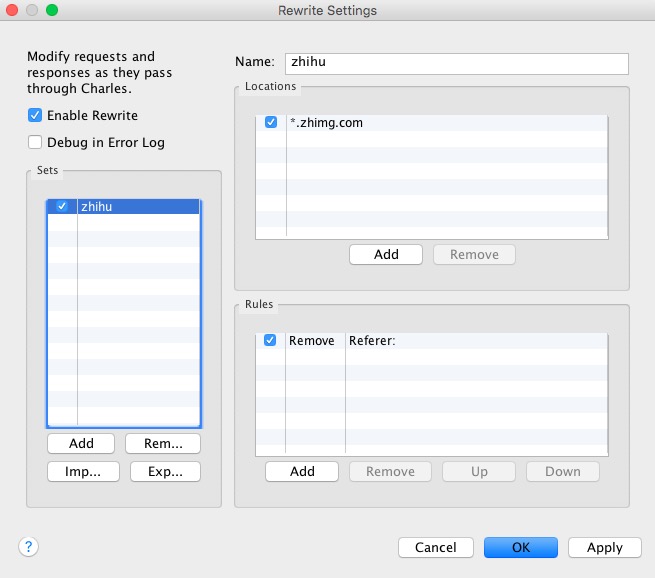 Rewrite Settings
Modify requests and
responses as they pass
through Charles.
Enable Rewrite
Debug in Error Log
Sets
zhihu
Add
Rem...
Imp...
Exp...
Name:
zhihu
Locations
*.zhimg.com
Add
Remove
Rules
Remove
Referer:
Add
Remove
Up
Down
?
Cancel
OK
Apply